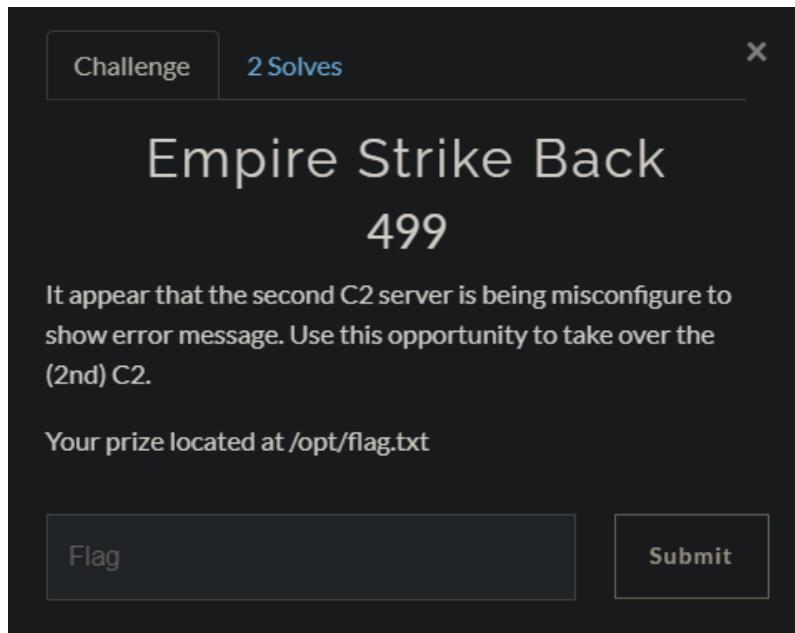 Challenge
2 Solves
×
Empire Strike Back
499
It appear that the second C2 server is being misconfigure to
show error message. Use this opportunity to take over the
(2nd) C2.
Your prize located at /opt/flag.txt
Flag
Submit